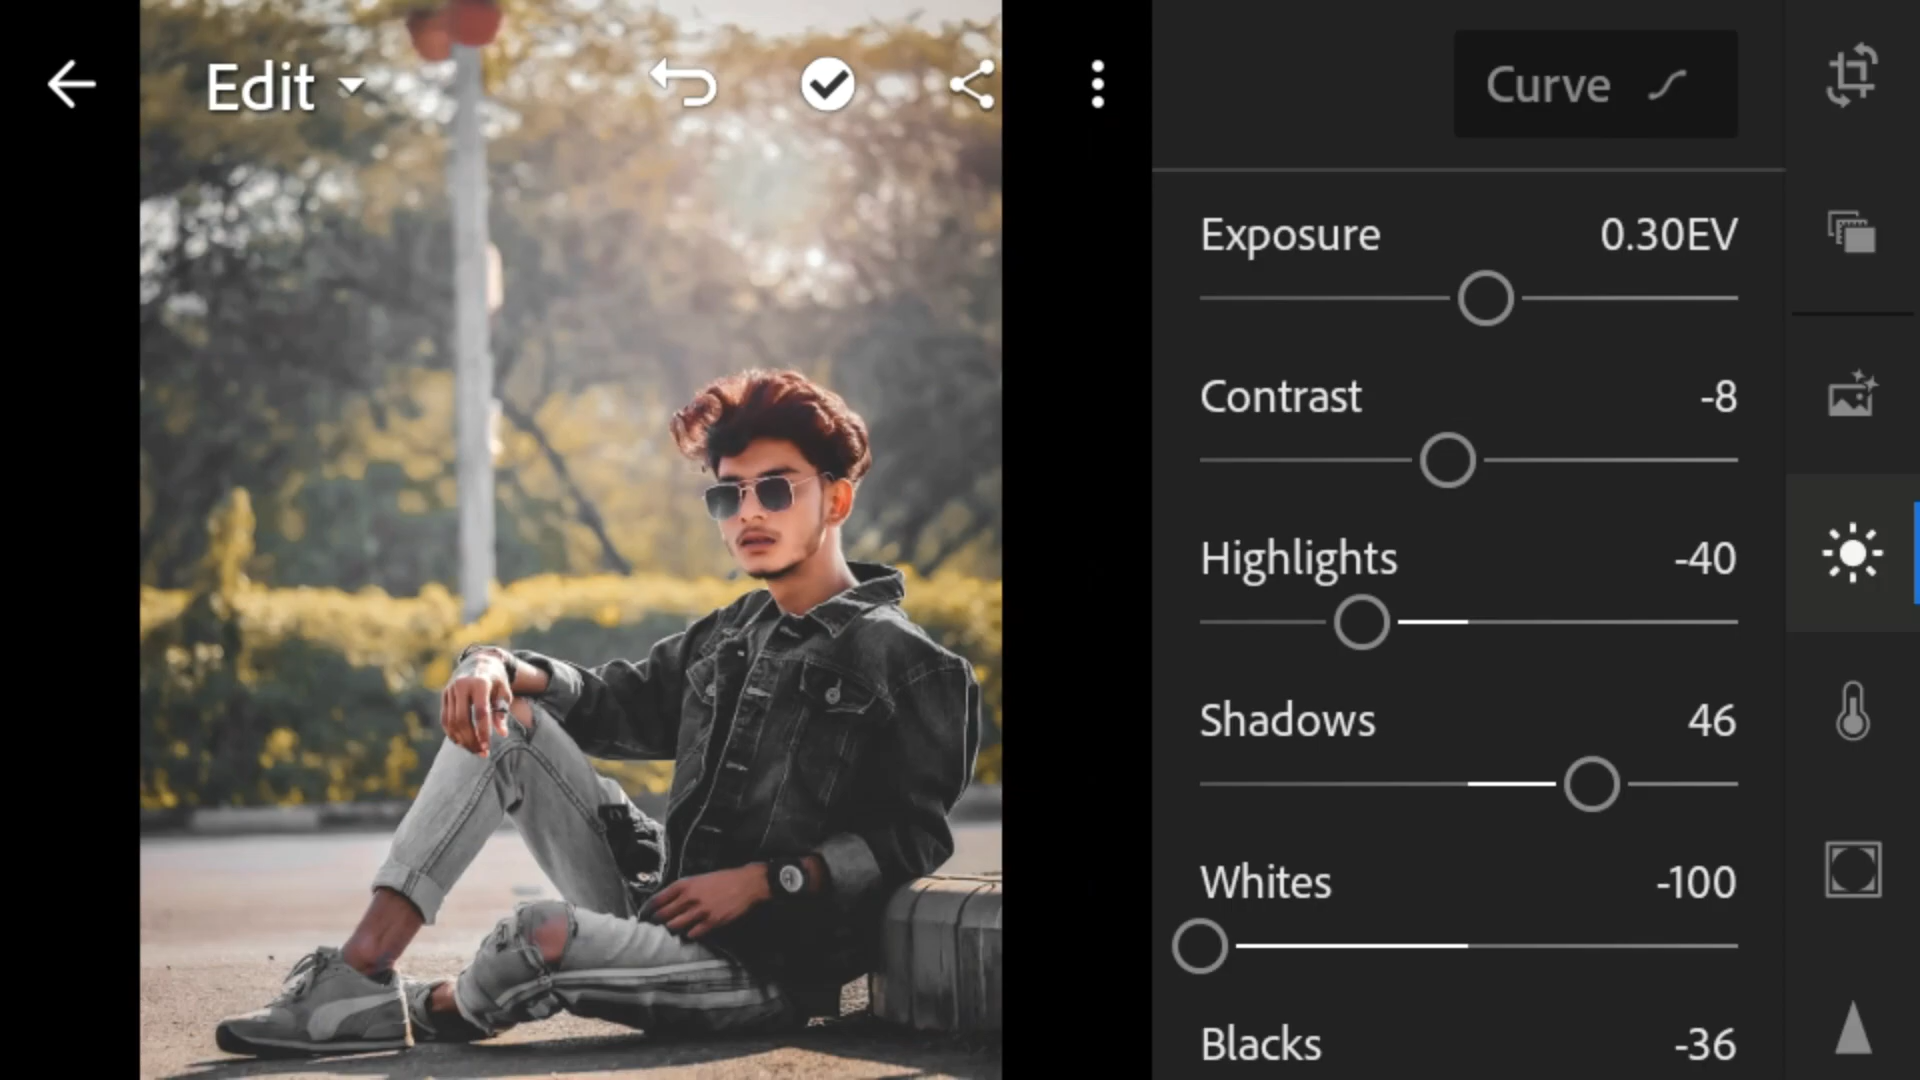 Edit
Curve
Exposure 0.30EV
Contrast -8
Highlights -40
Shadows 46
Whites -100
Blacks -36